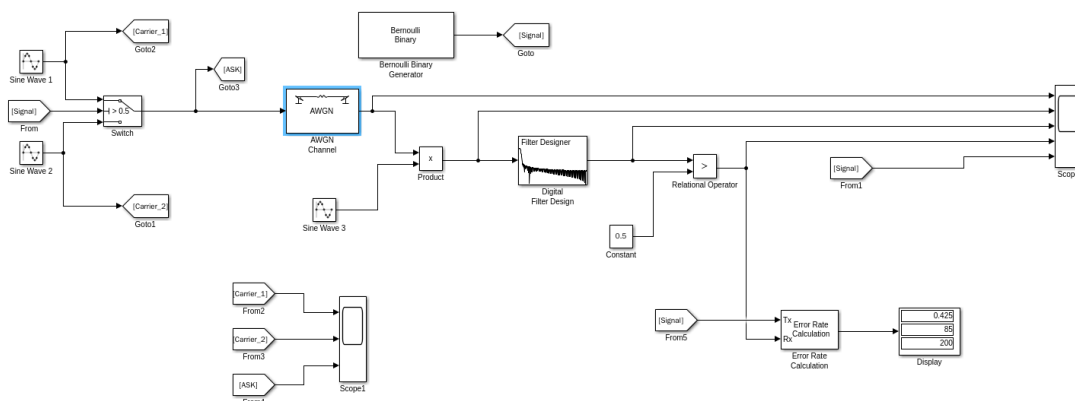 [Carrier_1]
Goto2
Sine Wave 1
[Signal]
From
> 0.5
Switch
Sine Wave 2
[Carrier_2]
Goto1
[ASK]
Goto3
AWGN
AWGN
Channel
Bernoulli
Binary
Bernoulli Binary
Generator
[Signal]
Goto
x
Product
Sine Wave 3
Filter Designer
Digital
Filter Design
>
Relational Operator
0.5
Constant
[Signal]
From1
Scop
[Carrier_1]
From2
[Carrier_2]
From3
[ASK]
Scope1
[Signal]
From5
Tx
Rx
Error Rate
Calculation
Error Rate
Calculation
0.425
85
200
Display